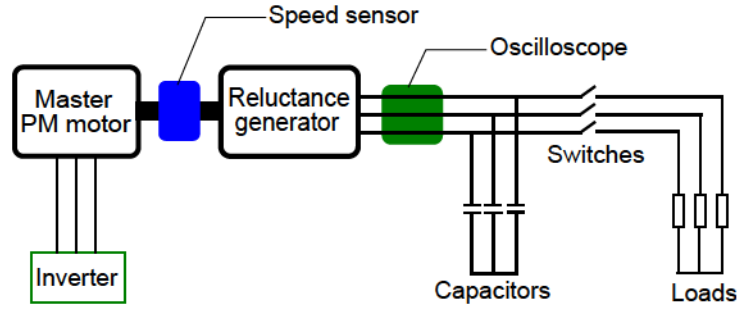 Speed sensor
Oscilloscope
Master
PM motor
Reluctance
generator
Switches
Inverter
Capacitors
Loads